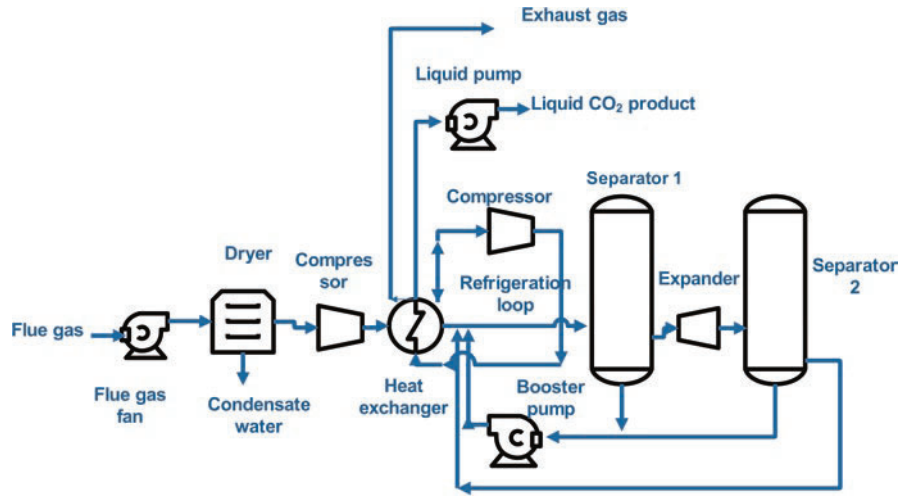 Exhaust gas
Liquid pump
Liquid CO₂ product
Separator 1
Compressor
Dryer
Compres
sor
Expander
Separator
2
Refrigeration
loop
Flue gas
Flue gas
fan
Condensate
water
Heat
exchanger
Booster
pump